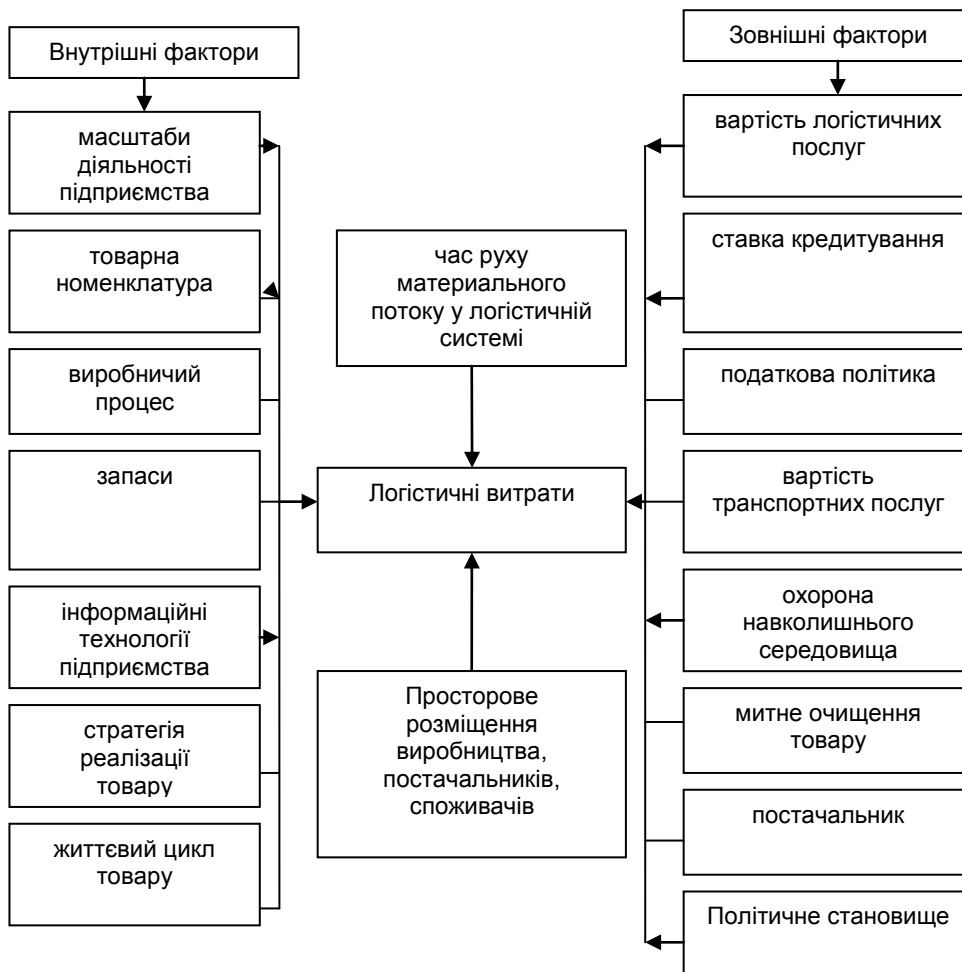 Внутрішні фактори
масштаби
діяльності
підприємства
товарна
номенклатура
виробничий
процес
запаси
інформаційні
технології
підприємства
стратегія
реалізації
товару
життєвий цикл
товару
час руху
материального
потоку у логістичній
системі
Логістичні витрати
Просторове
розміщення
виробництва,
постачальників,
споживачів
Зовнішні фактори
вартість логістичних
послуг
ставка кредитування
податкова політика
вартість
транспортних послуг
охорона
навколишнього
середовища
митне очищення
товару
постачальник
Політичне становище